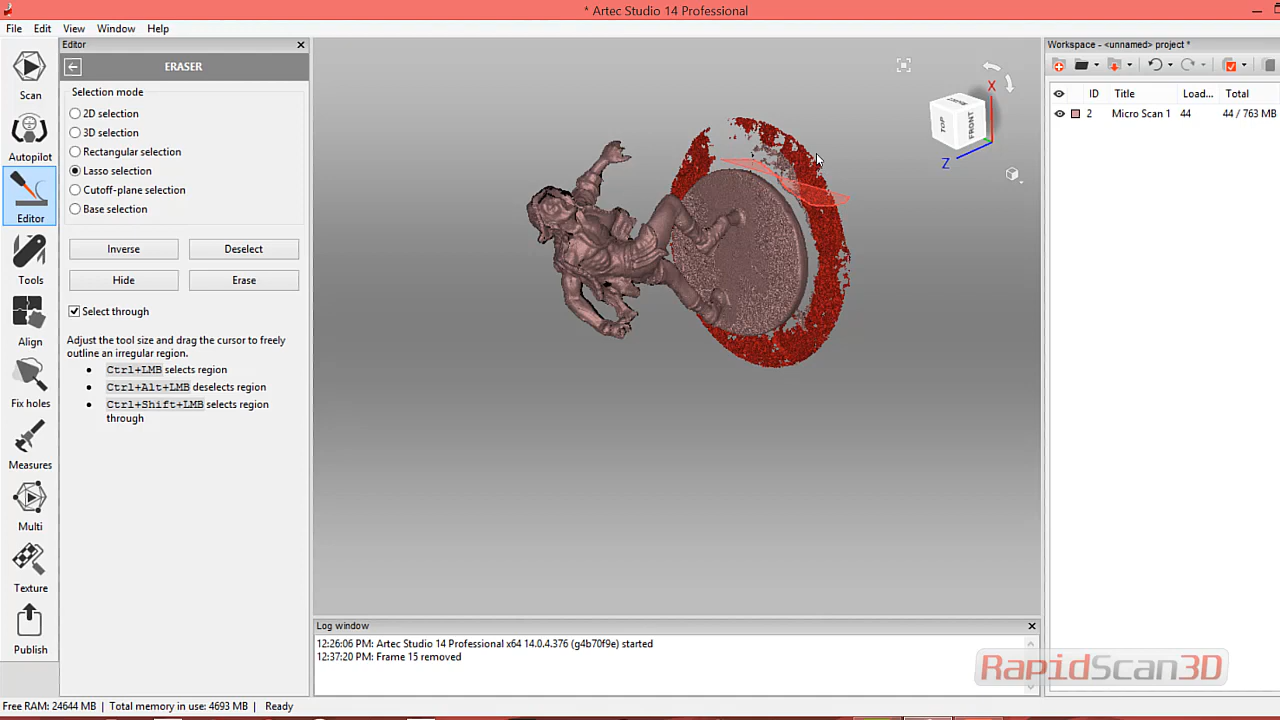 * Artec Studio 14 Professional
File Edit View Window Help
Editor
Workspace - <unnamed> project *
ERASER
Scan
Autopilot
Editor
Tools
Align
Fix holes
Measures
Multi
Texture
Publish
Selection mode
2D selection
3D selection
Rectangular selection
Lasso selection
Cutoff-plane selection
Base selection
Inverse Deselect
Hide Erase
Select through
Adjust the tool size and drag the cursor to freely
outline an irregular region.
Ctrl+LMB selects region
Ctrl+Alt+LMB deselects region
Ctrl+Shift+LMB selects region
through
X
TOP FRONT
Z
ID Title Load... Total
2 Micro Scan 1 44 44 / 763 MB
Log window
12:26:06 PM: Artec Studio 14 Professional x64 14.0.4.376 (g4b70f9e) started
12:37:20 PM: Frame 15 removed
RapidScan3D
Free RAM: 24644 MB | Total memory in use: 4693 MB | Ready